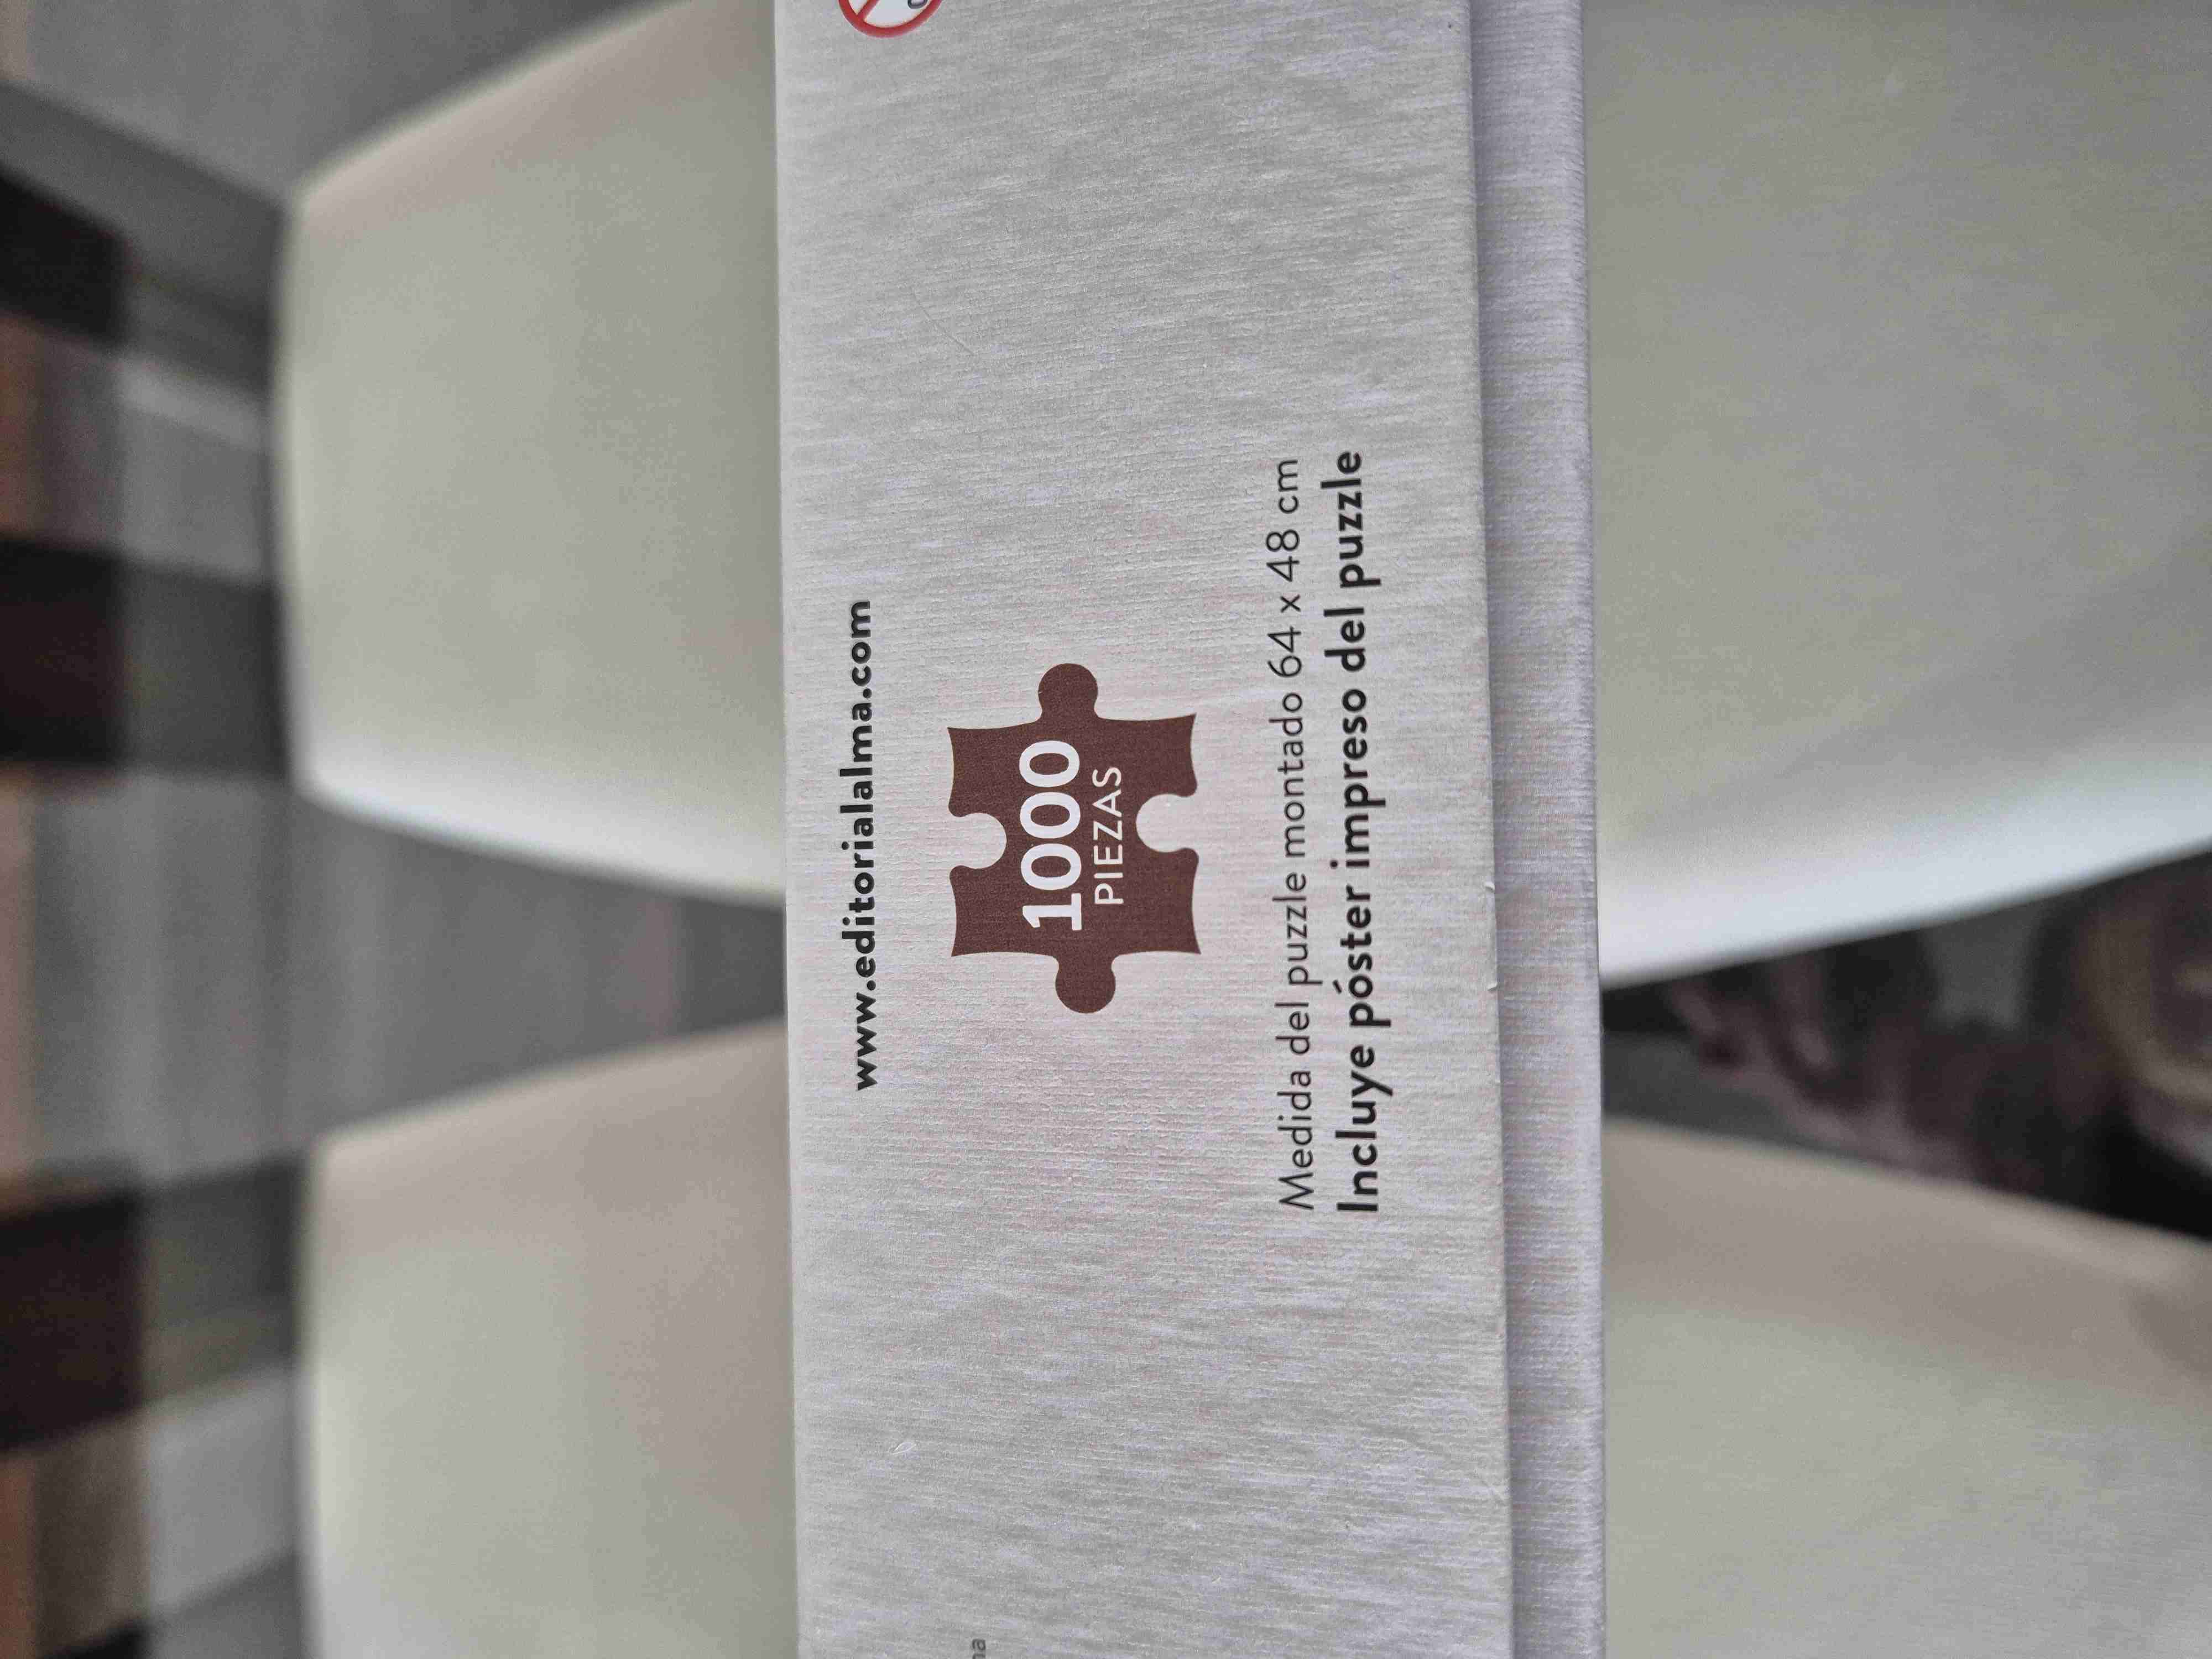 www.editorialalma.com
1000
PIEZAS
Medida del puzzle montado 64 x 48 cm
Incluye póster impreso del puzzle